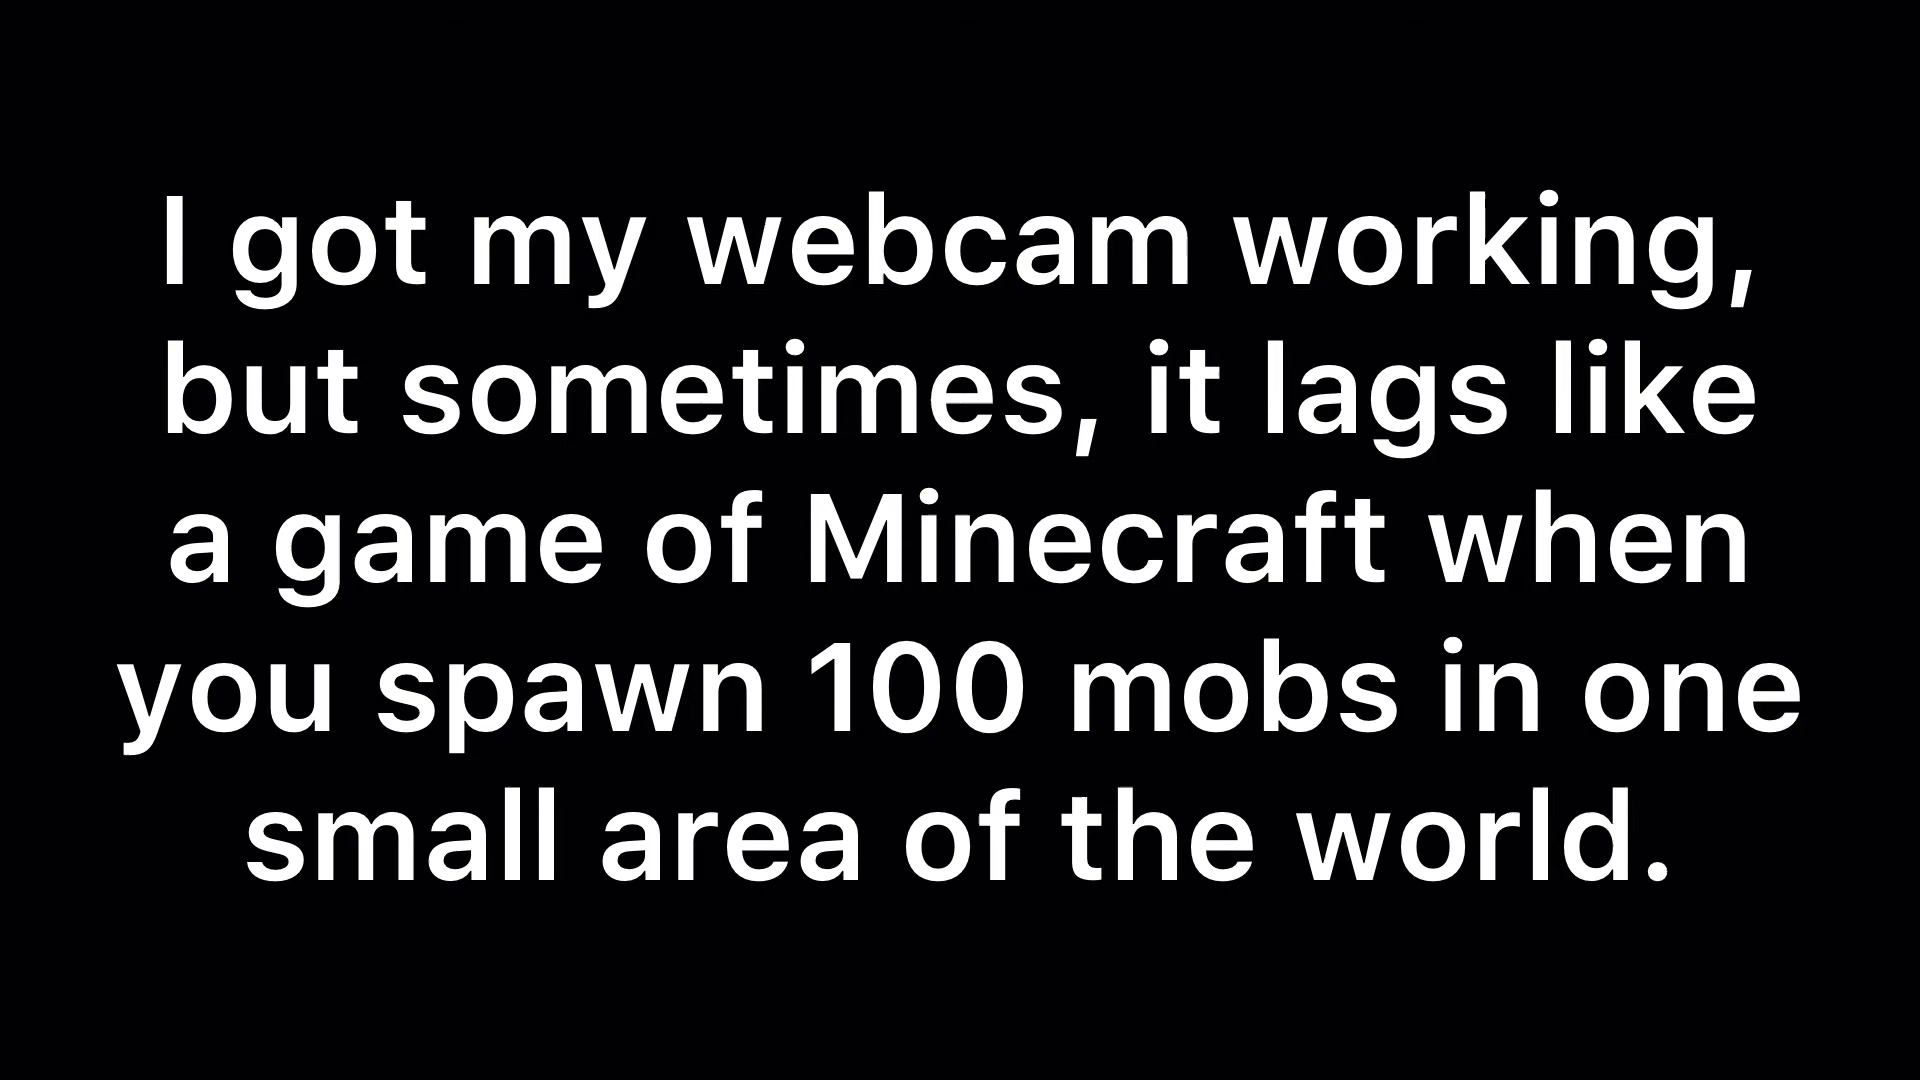 I got my webcam working,
but sometimes, it lags like
a game of Minecraft when
you spawn 100 mobs in one
small area of the world.